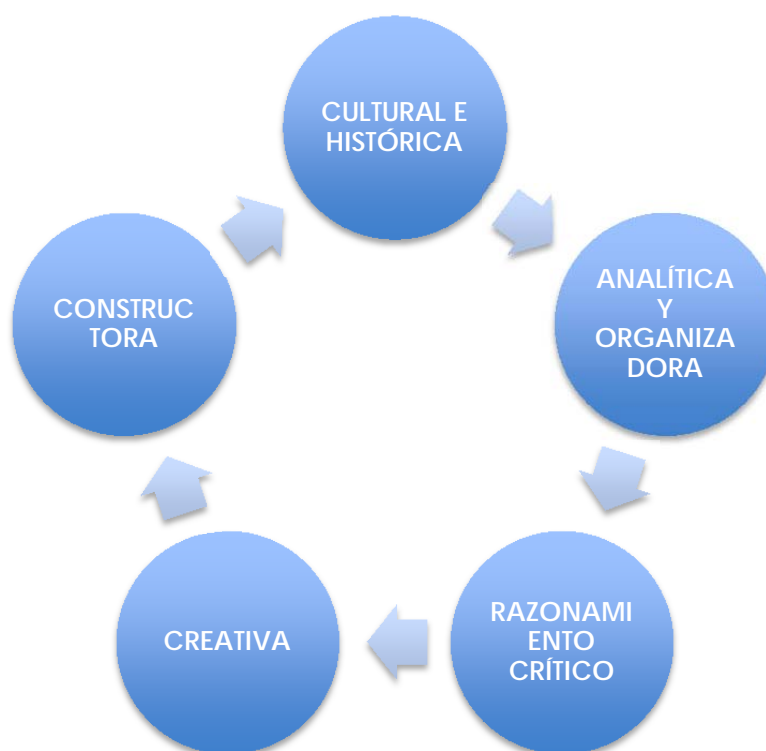 CULTURAL E
HISTÓRICA
ANALÍTICA
Y
ORGANIZA
DORA
RAZONAMI
ENTO
CRÍTICO
CREATIVA
CONSTRUC
TORA